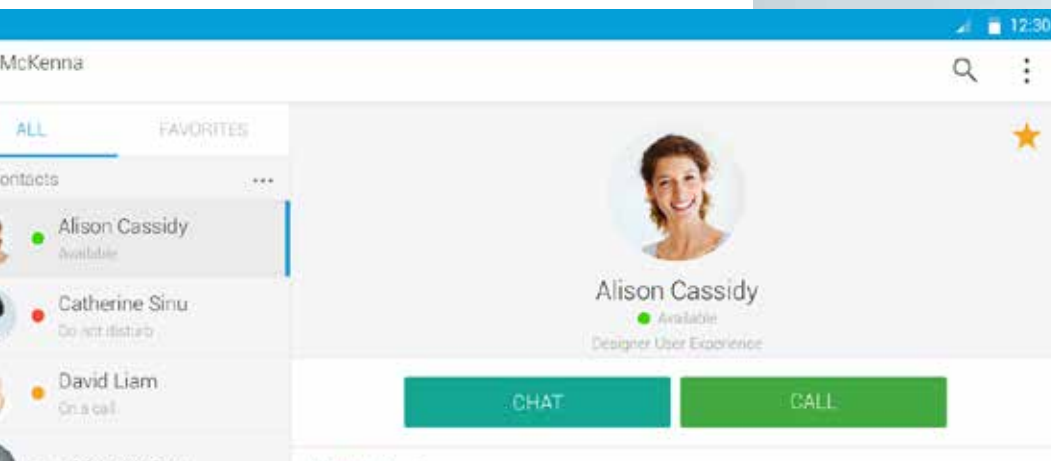 12:30
McKenna
ALL FAVORITES
ontacts
Alison Cassidy
Available
Catherine Sinu
Do not disturb
David Liam
On a call
Alison Cassidy
Available
Designer User Experience
CHAT CALL